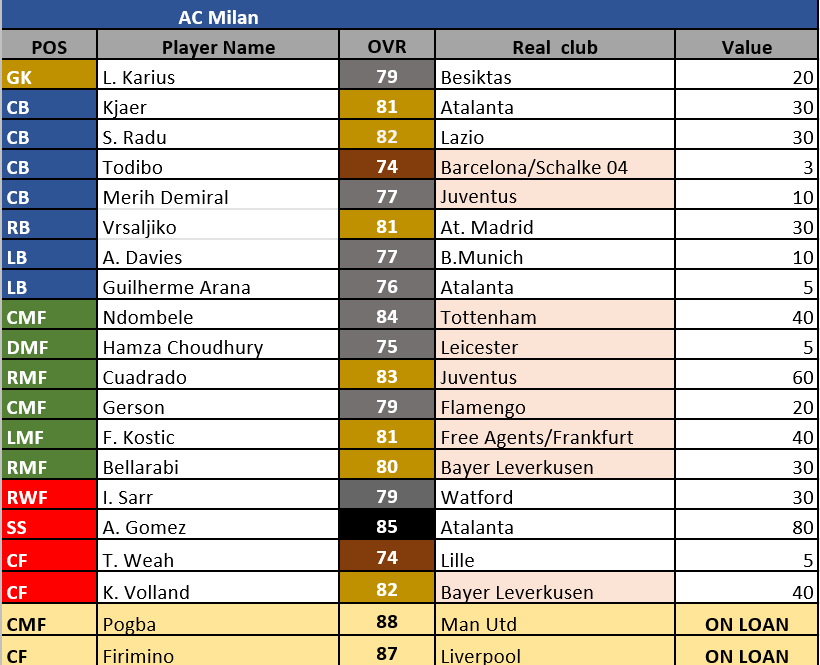 AC Milan
POS Player Name OVR Real club Value
GK L. Karius 79 Besiktas 20
CB Kjaer 81 Atalanta 30
CB S. Radu 82 Lazio 30
CB Todibo 74 Barcelona/Schalke 04 3
CB Merih Demiral 77 Juventus 10
RB Vrsaljiko 81 At. Madrid 30
LB A. Davies 77 B.Munich 10
LB Guilherme Arana 76 Atalanta 5
CMF Ndombele 84 Tottenham 40
DMF Hamza Choudhury 75 Leicester 5
RMF Cuadrado 83 Juventus 60
CMF Gerson 79 Flamengo 20
LMF F. Kostic 81 Free Agents/Frankfurt 40
RMF Bellarabi 80 Bayer Leverkusen 30
RWF I. Sarr 79 Watford 30
SS A. Gomez 85 Atalanta 80
CF T. Weah 74 Lille 5
CF K. Volland 82 Bayer Leverkusen 40
CMF Pogba 88 Man Utd ON LOAN
CF Firimino 87 Liverpool ON LOAN